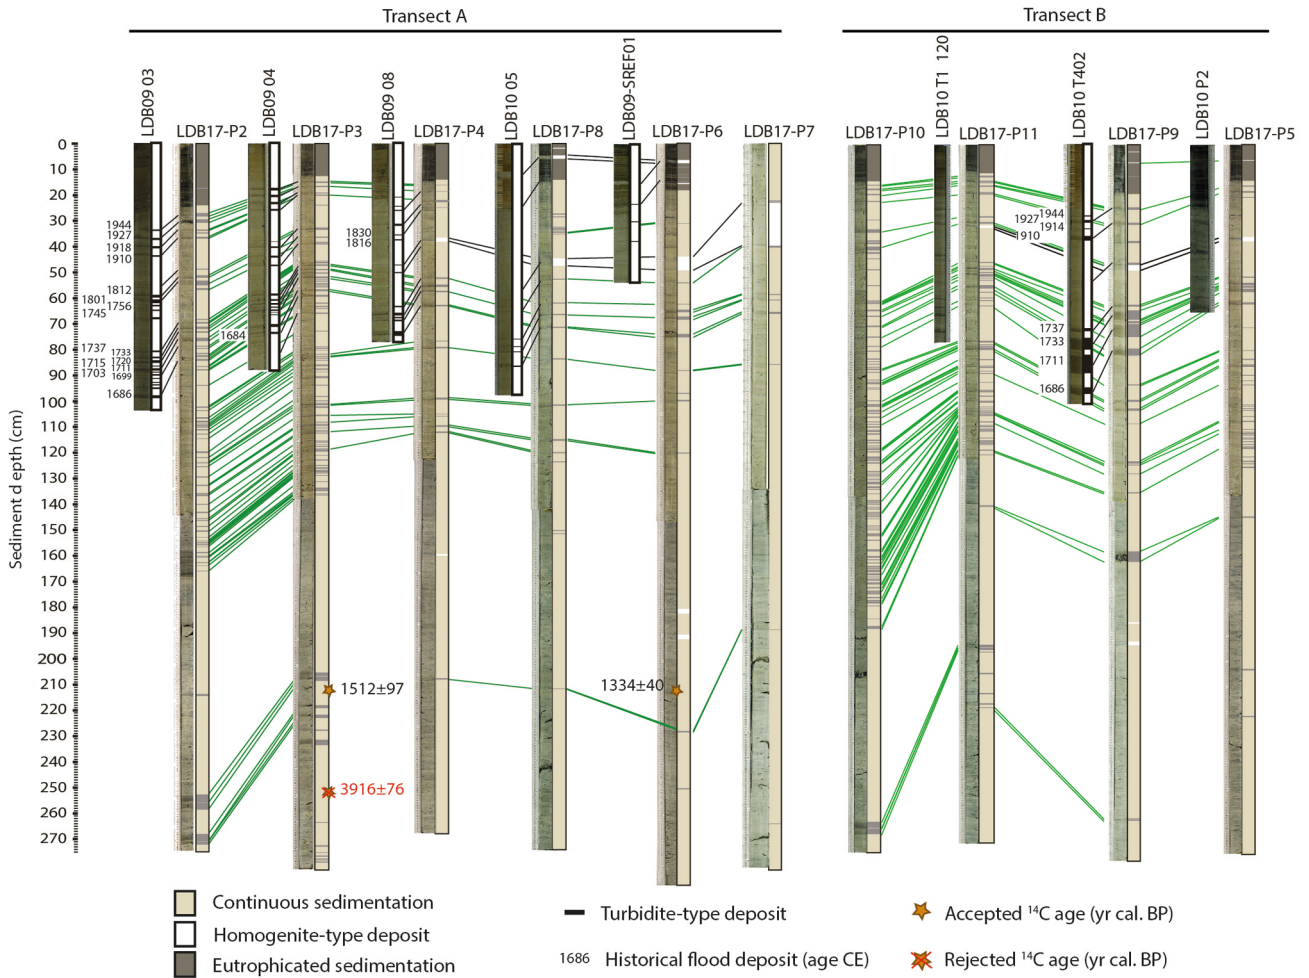 Transect A
Transect B
LDB09 03
LDB17-P2
LDB09 04
LDB17-P3
LDB09 08
LDB17-P4
LDB10 05
LDB17-P8
LDB09-SREF01
LDB17-P6
LDB17-P7
LDB17-P10
LDB10 T1 120
LDB17-P11
LDB10 T402
LDB17-P9
LDB10 P2
LDB17-P5
Sediment depth (cm)
0
10
20
30
40
50
60
70
80
90
100
110
120
130
140
150
160
170
180
190
200
210
220
230
240
250
260
270
1944
1927
1918
1910
1812
1801
1756
1745
1737
1733
1720
1715
1711
1703
1699
1686
1684
1830
1816
1944
1927
1914
1910
1737
1733
1711
1686
1512±97
3916±76
1334±40
Continuous sedimentation
Homogenite-type deposit
Eutrophicated sedimentation
Turbidite-type deposit
1686 Historical flood deposit (age CE)
Accepted ¹⁴C age (yr cal. BP)
Rejected ¹⁴C age (yr cal. BP)